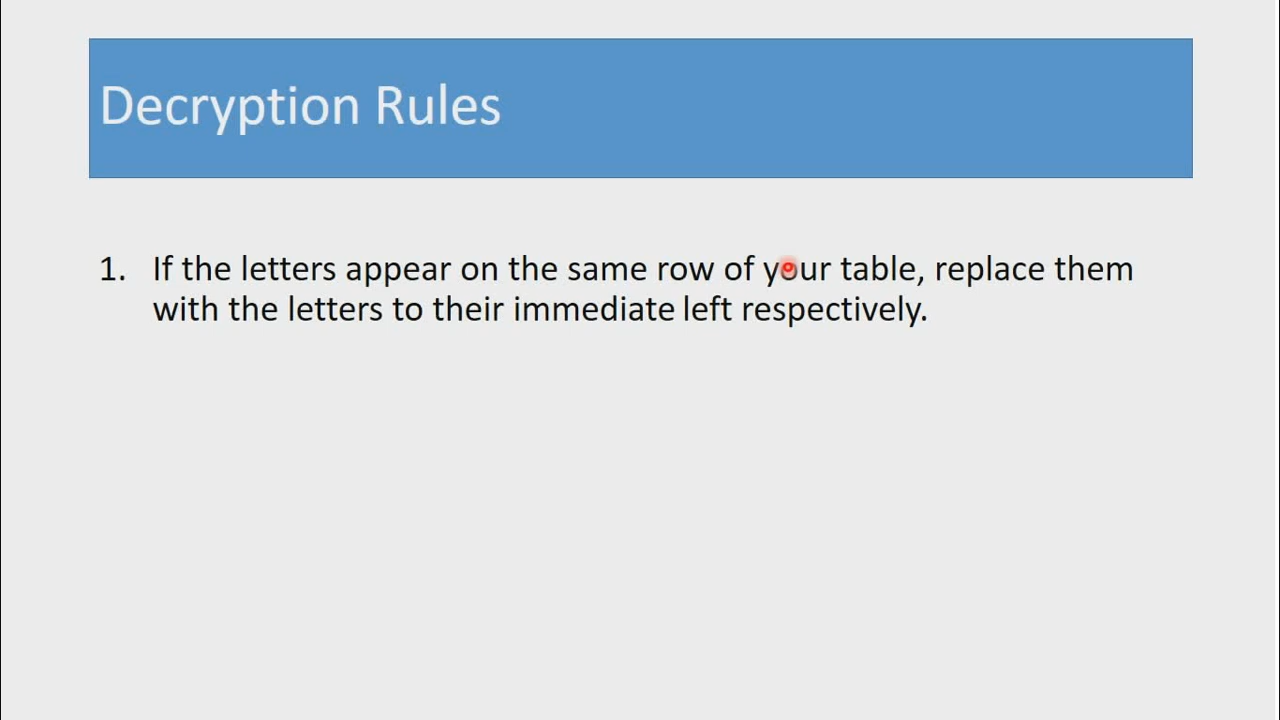 Decryption Rules
1. If the letters appear on the same row of your table, replace them
with the letters to their immediate left respectively.